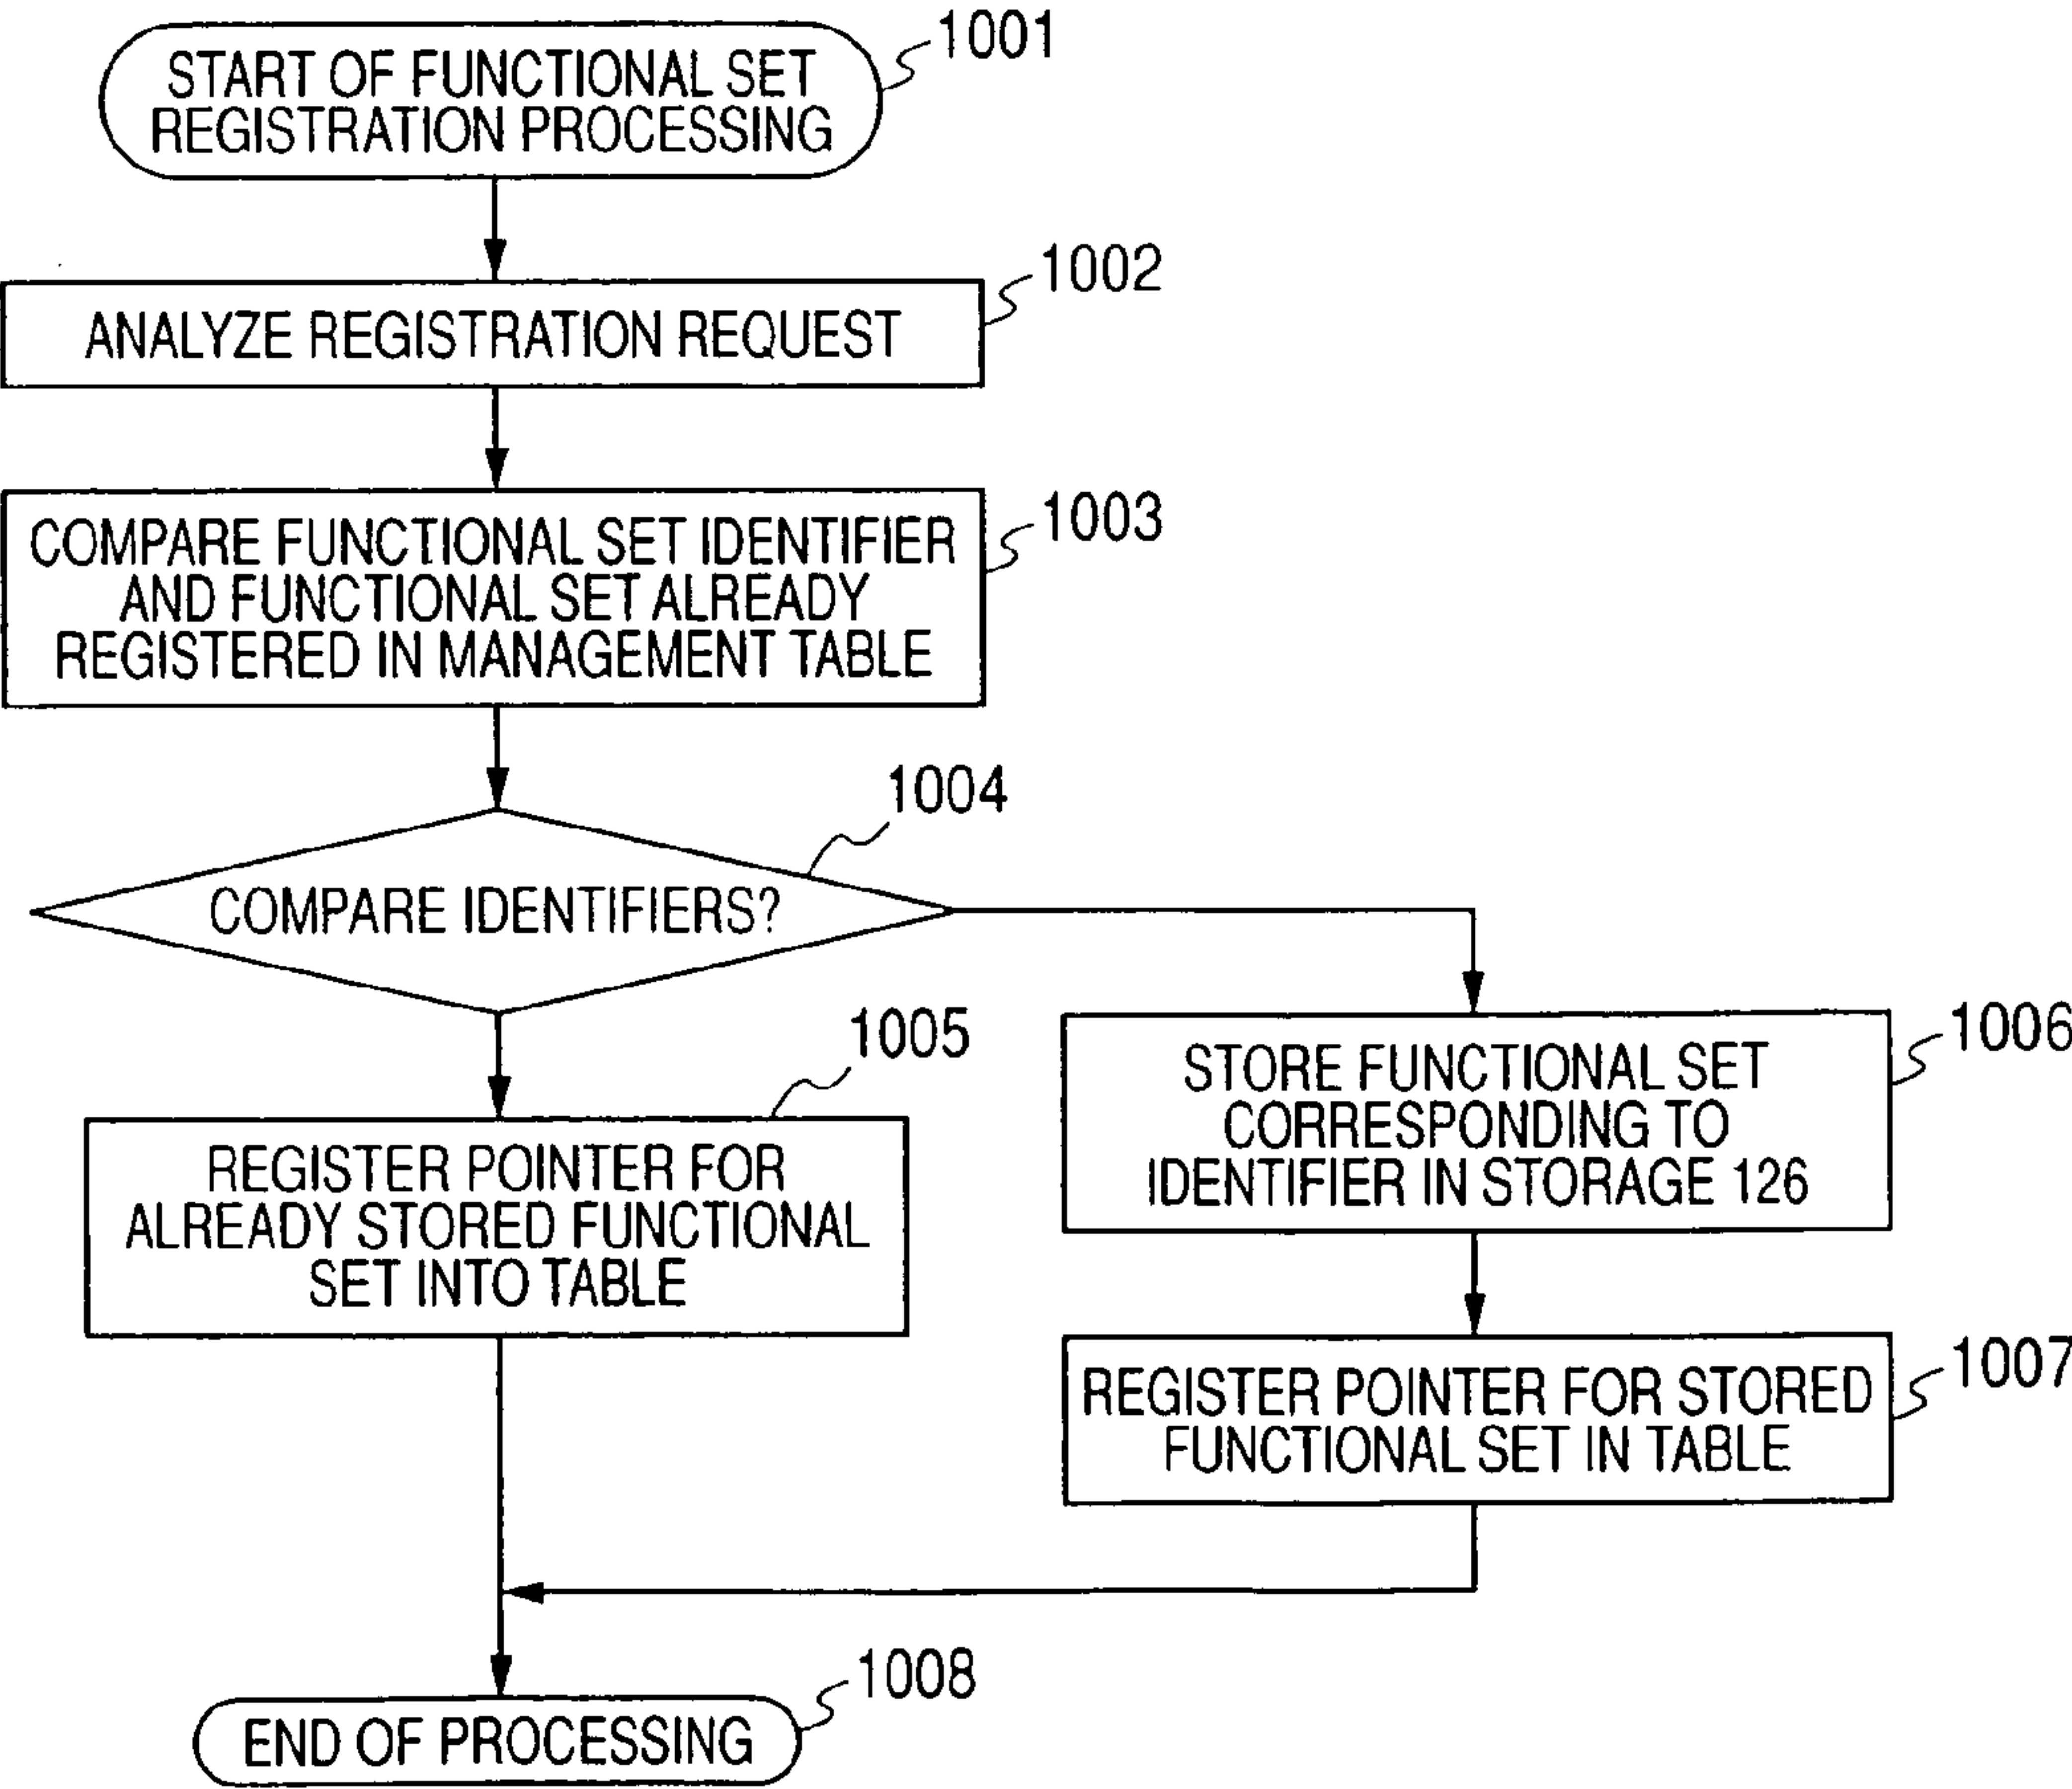 START OF FUNCTIONAL SET
REGISTRATION PROCESSING
1001
ANALYZE REGISTRATION REQUEST
1002
COMPARE FUNCTIONAL SET IDENTIFIER
AND FUNCTIONAL SET ALREADY
REGISTERED IN MANAGEMENT TABLE
1003
COMPARE IDENTIFIERS?
1004
REGISTER POINTER FOR
ALREADY STORED FUNCTIONAL
SET INTO TABLE
1005
STORE FUNCTIONAL SET
CORRESPONDING TO
IDENTIFIER IN STORAGE 126
1006
REGISTER POINTER FOR STORED
FUNCTIONAL SET IN TABLE
1007
END OF PROCESSING
1008